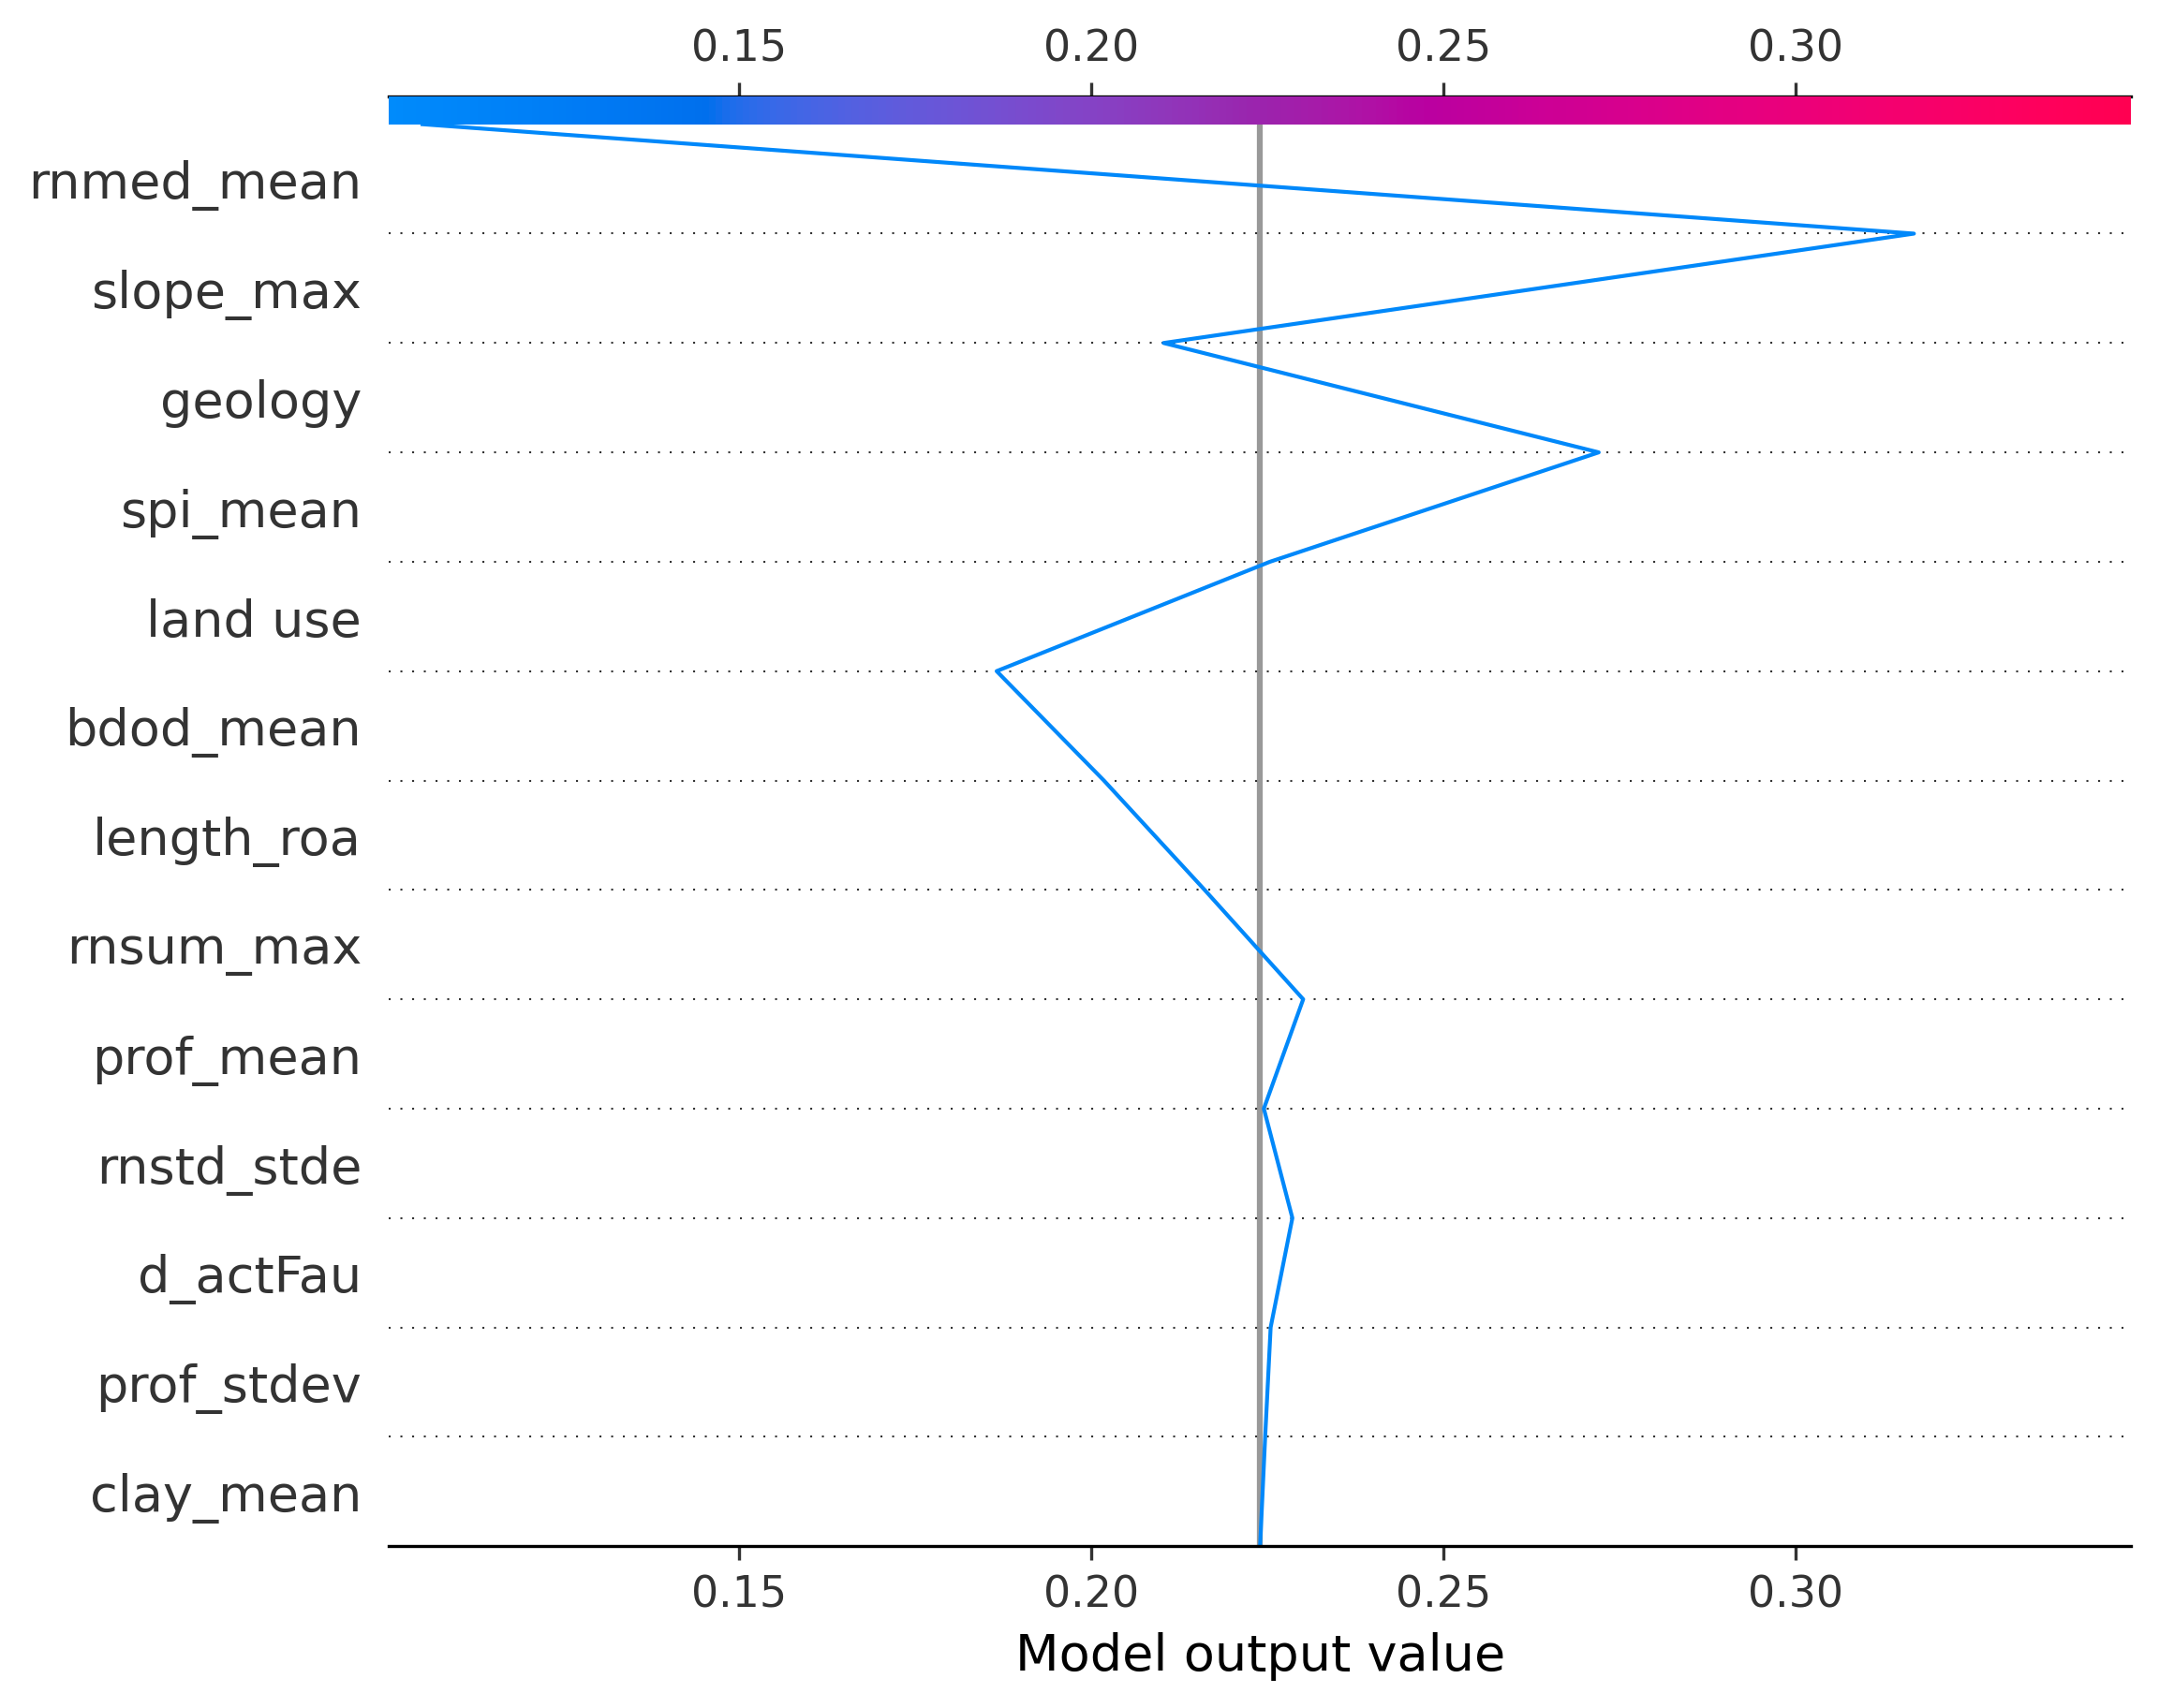 0.15 0.20 0.25 0.30
rnmed_mean
slope_max
geology
spi_mean
land use
bdod_mean
length_roa
rnsum_max
prof_mean
rnstd_stde
d_actFau
prof_stdev
clay_mean
0.15 0.20 0.25 0.30
Model output value